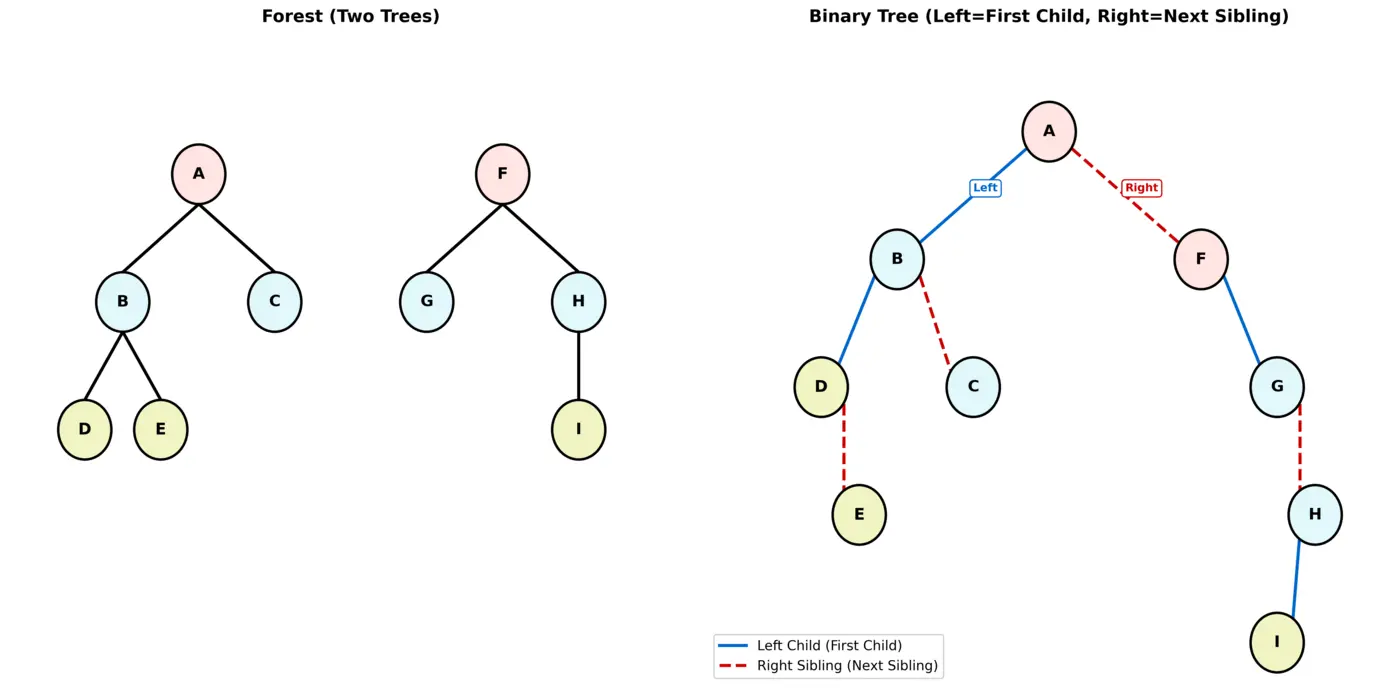 Forest (Two Trees)
A
F
B
C
G
H
D
E
I
Binary Tree (Left=First Child, Right=Next Sibling)
A
Left
Right
B
F
D
C
G
E
H
I
Left Child (First Child)
Right Sibling (Next Sibling)